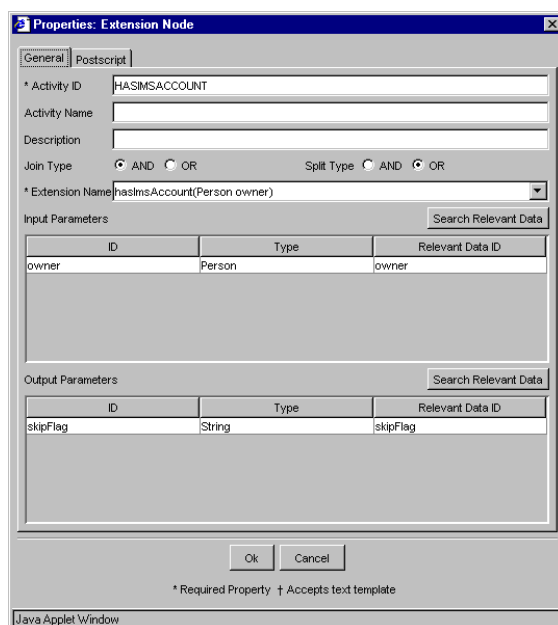 Properties: Extension Node
General Postscript
* Activity ID HASIMSACCOUNT
Activity Name
Description
Join Type AND OR Split Type AND OR
* Extension Name hasImsAccount(Person owner)
Input Parameters Search Relevant Data
ID Type Relevant Data ID
owner Person owner
Output Parameters Search Relevant Data
ID Type Relevant Data ID
skipFlag String skipFlag
Ok Cancel
* Required Property † Accepts text template
Java Applet Window